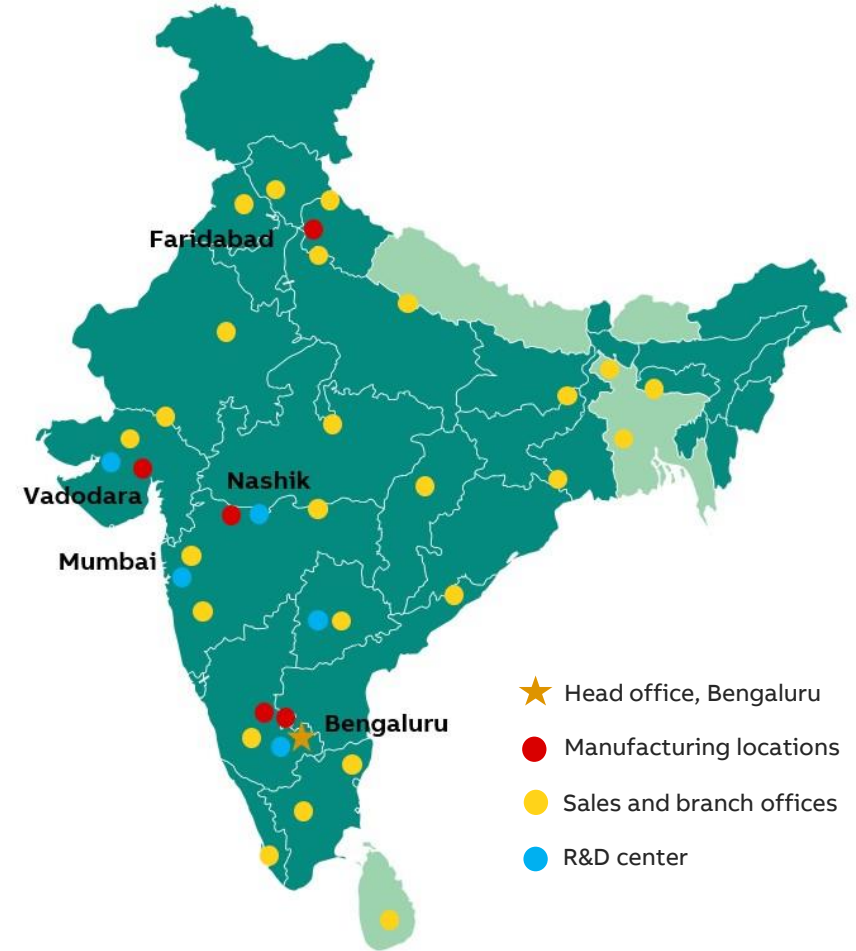 Faridabad
Nashik
Vadodara
Mumbai
Bengaluru
Head office, Bengaluru
Manufacturing locations
Sales and branch offices
R&D center